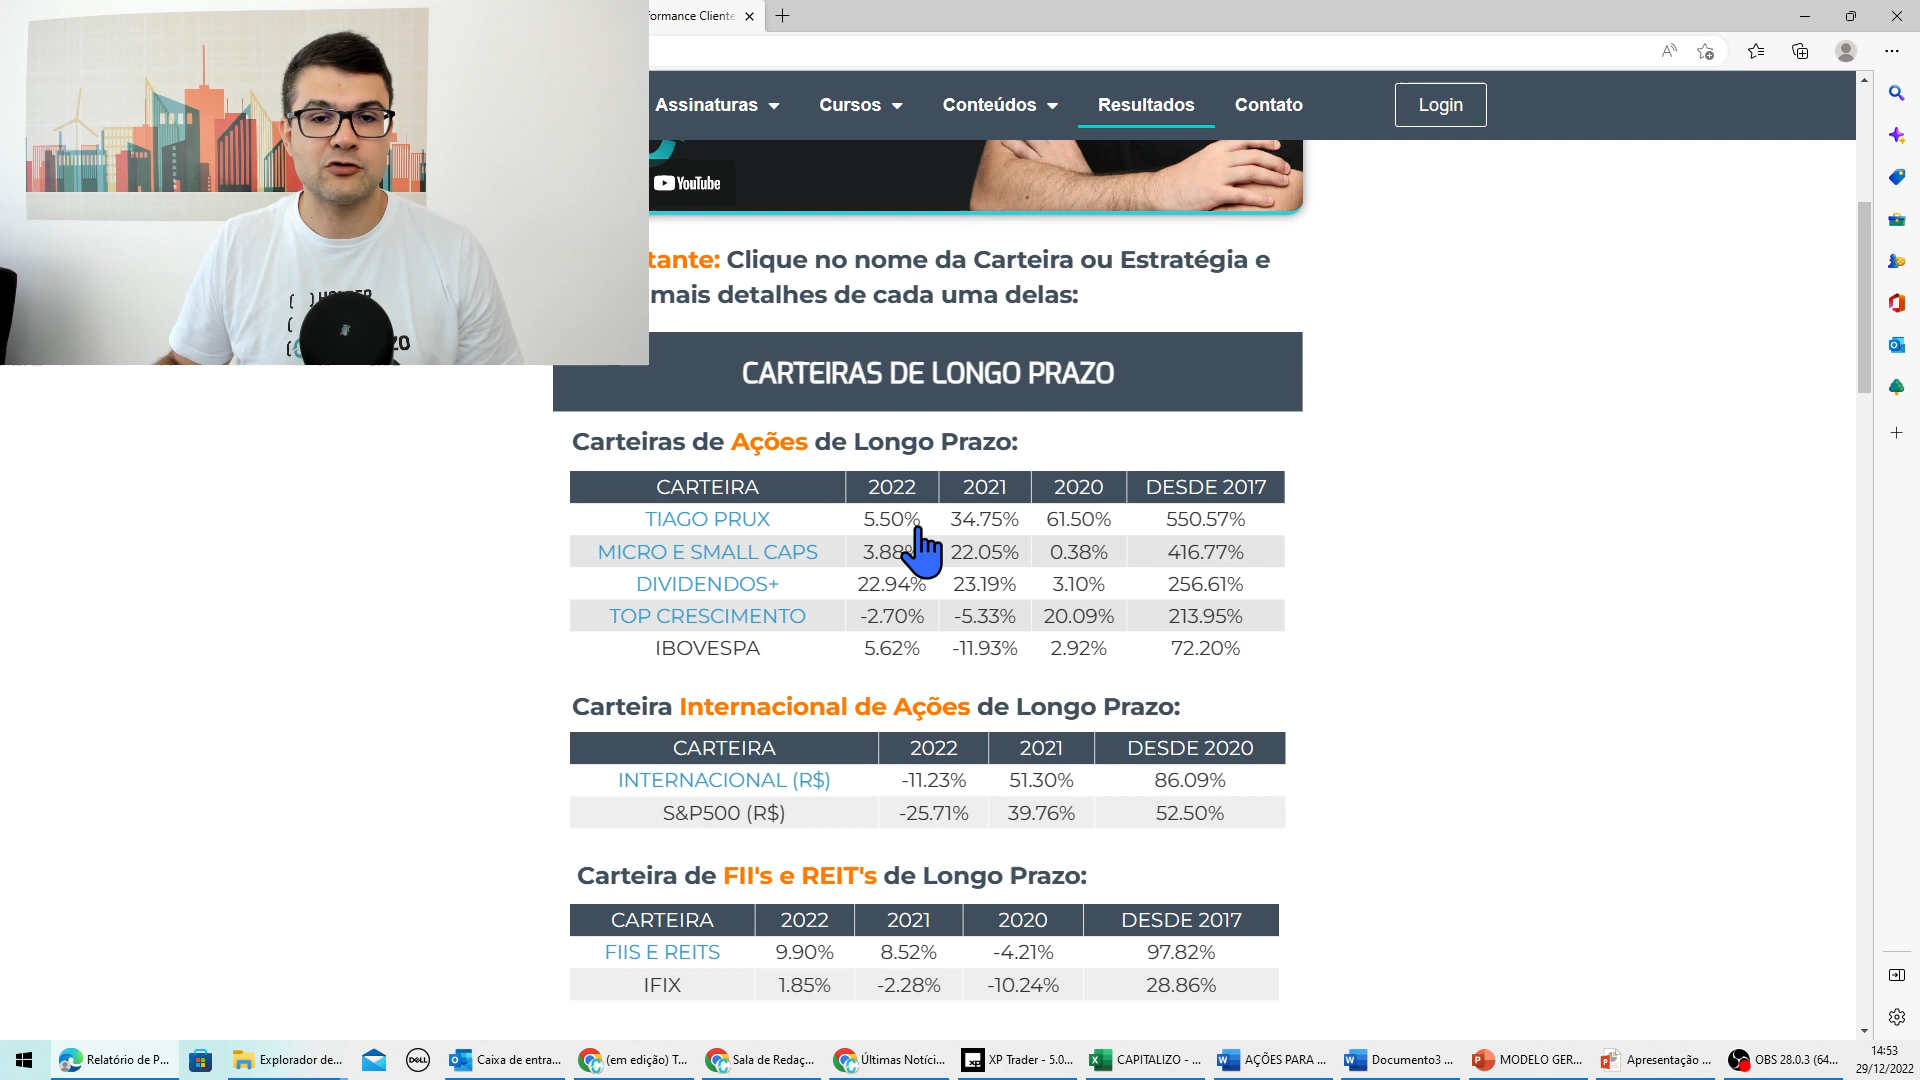 formance Cliente
Assinaturas
Cursos
Conteúdos
Resultados
Contato
Login
YouTube
tante: Clique no nome da Carteira ou Estratégia e
mais detalhes de cada uma delas:
CARTEIRAS DE LONGO PRAZO
Carteiras de Ações de Longo Prazo:
CARTEIRA 2022 2021 2020 DESDE 2017
TIAGO PRUX 5.50% 34.75% 61.50% 550.57%
MICRO E SMALL CAPS 3.88% 22.05% 0.38% 416.77%
DIVIDENDOS+ 22.94% 23.19% 3.10% 256.61%
TOP CRESCIMENTO -2.70% -5.33% 20.09% 213.95%
IBOVESPA 5.62% -11.93% 2.92% 72.20%
Carteira Internacional de Ações de Longo Prazo:
CARTEIRA 2022 2021 DESDE 2020
INTERNACIONAL (R$) -11.23% 51.30% 86.09%
S&P500 (R$) -25.71% 39.76% 52.50%
Carteira de FII's e REIT's de Longo Prazo:
CARTEIRA 2022 2021 2020 DESDE 2017
FIIS E REITS 9.90% 8.52% -4.21% 97.82%
IFIX 1.85% -2.28% -10.24% 28.86%
Relatório de P...
Explorador de...
DELL
Caixa de entra...
(em edição) T...
Sala de Redaç...
Últimas Notíci...
XP Trader - 5.0...
CAPITALIZO - ...
AÇÕES PARA ...
Documento3 ...
MODELO GER...
Apresentação ...
OBS 28.0.3 (64...
14:53
29/12/2022